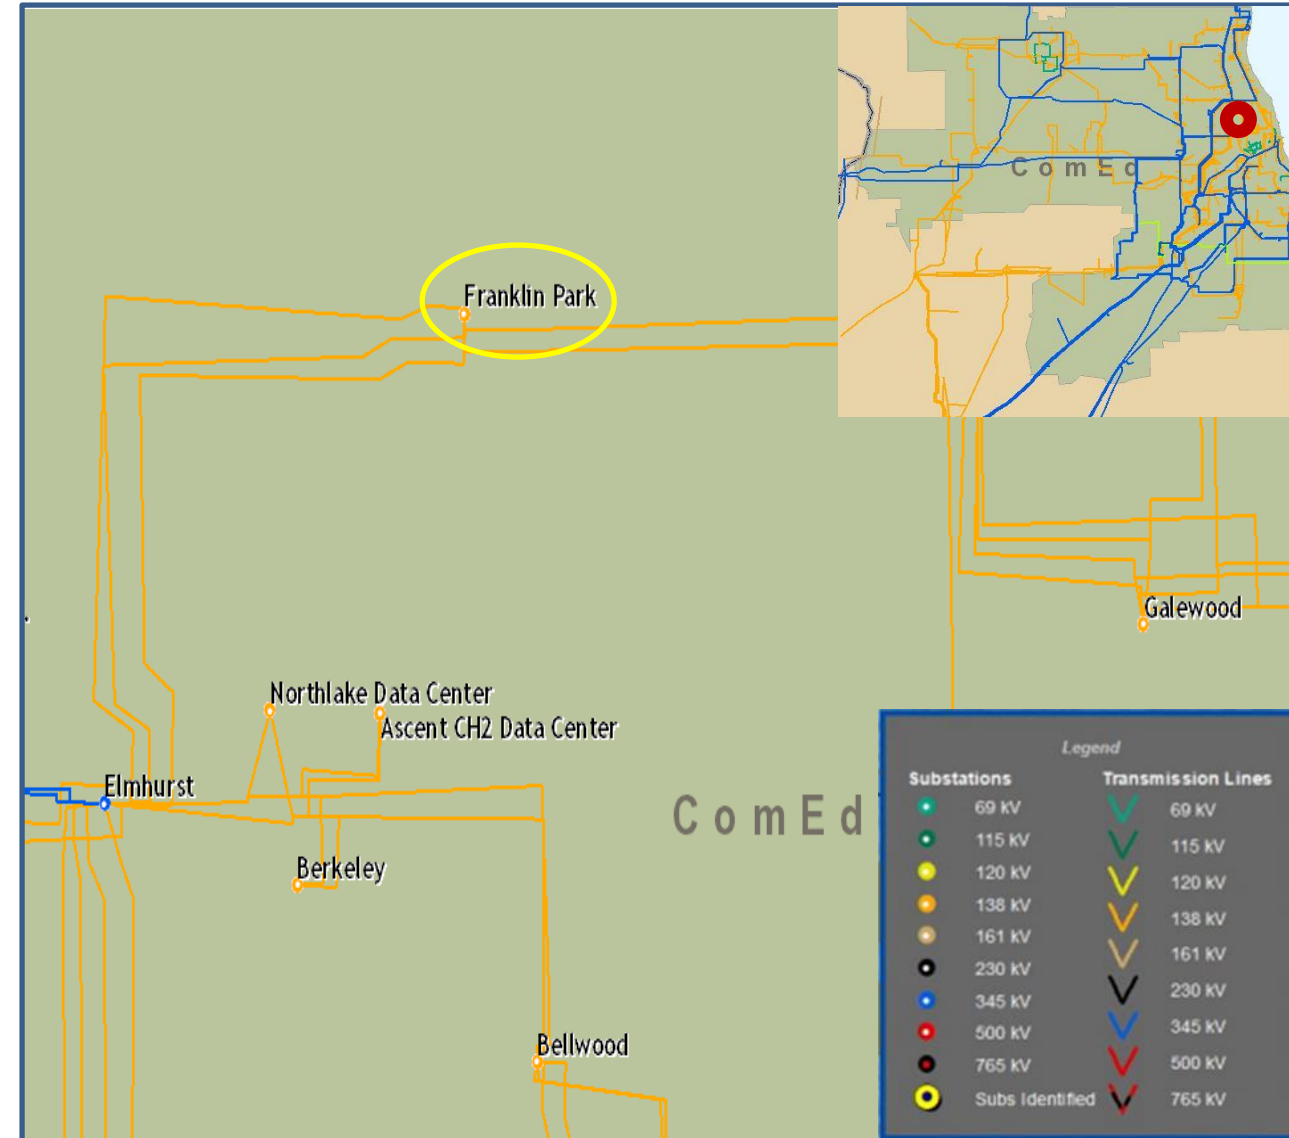 ComEd
Franklin Park
Galewood
Northlake Data Center
Ascent CH2 Data Center
Elmhurst
ComEd
Berkeley
Bellwood
Legend
Substations
69 kV
115 kV
120 kV
138 kV
161 kV
230 kV
345 kV
500 kV
765 kV
Subs Identified
Transmission Lines
69 kV
115 kV
120 kV
138 kV
161 kV
230 kV
345 kV
500 kV
765 kV